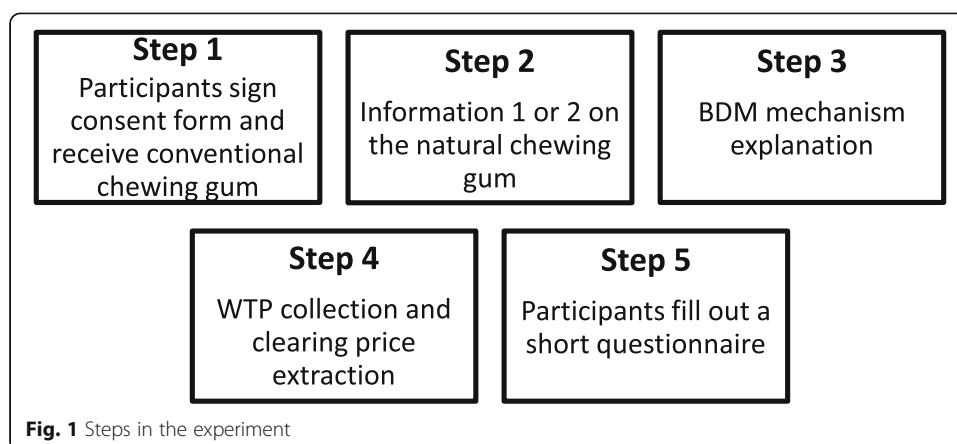 Step 1
Participants sign
consent form and
receive conventional
chewing gum
Step 2
Information 1 or 2 on
the natural chewing
gum
Step 3
BDM mechanism
explanation
Step 4
WTP collection and
clearing price
extraction
Step 5
Participants fill out a
short questionnaire
Fig. 1 Steps in the experiment